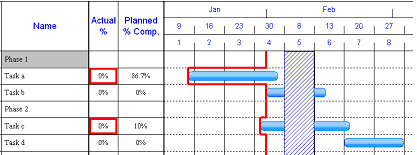 Name Actual % Planned % Comp. Jan Feb
9 16 23 30 6 13 20 27
1 2 3 4 5 6 7 8
Phase 1
Task a 0% 86.7%
Task b 0% 0%
Phase 2
Task c 0% 10%
Task d 0% 0%